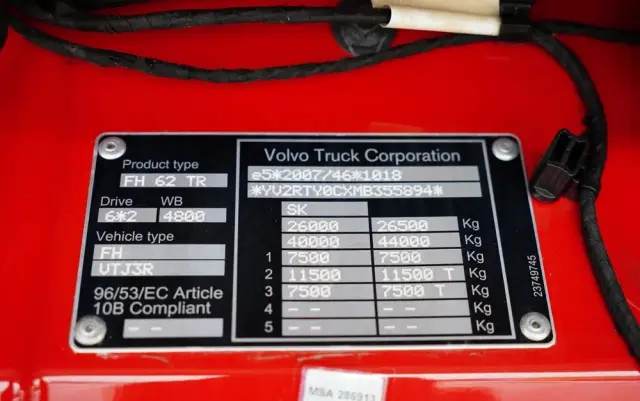 Product type
FH 62 TR
Drive WB
6*2 4800
Vehicle type
FH
VTJ3R
96/53/EC Article
10B Compliant -- --
Volvo Truck Corporation
e5*2007/46*1018
*YV2RTY0CXMB355894*
SK
26000 26500 Kg
40000 44000 Kg
1 7500 7500 Kg
2 11500 11500 T Kg
3 7500 7500 T Kg
4 -- -- -- -- Kg
5 -- -- -- -- Kg
23749745
MSA 286913